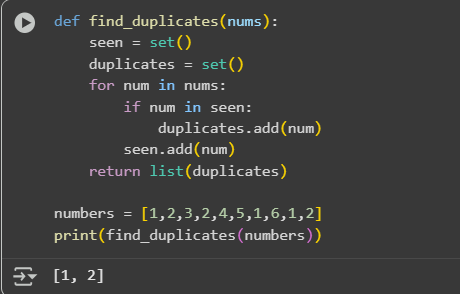 def find_duplicates(nums):
    seen = set()
    duplicates = set()
    for num in nums:
        if num in seen:
            duplicates.add(num)
        seen.add(num)
    return list(duplicates)

numbers = [1,2,3,2,4,5,1,6,1,2]
print(find_duplicates(numbers))
[1, 2]